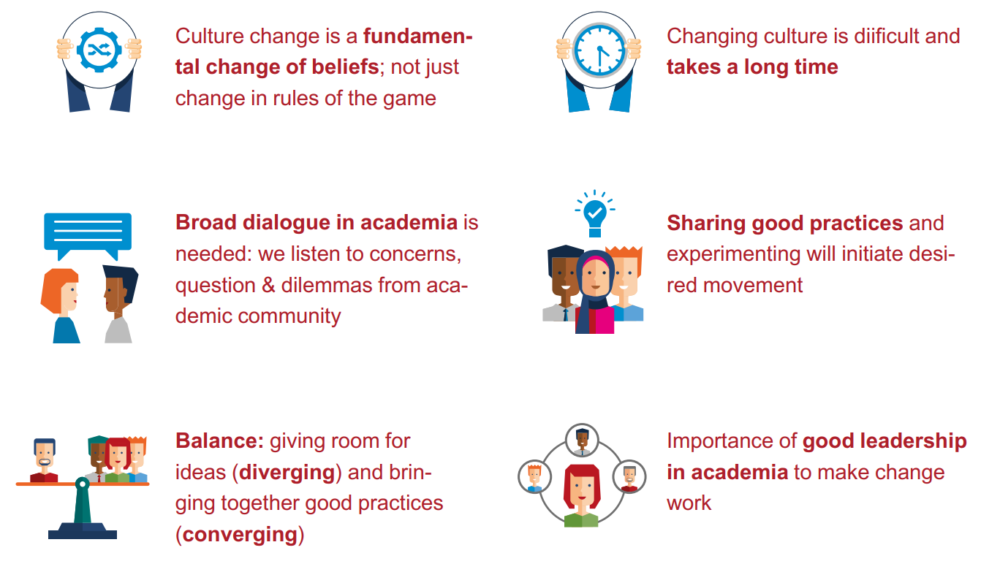 Culture change is a fundamen-
tal change of beliefs; not just
change in rules of the game
Changing culture is diifficult and
takes a long time
Broad dialogue in academia is
needed: we listen to concerns,
question & dilemmas from aca-
demic community
Sharing good practices and
experimenting will initiate desi-
red movement
Balance: giving room for
ideas (diverging) and brin-
ging together good practices
(converging)
Importance of good leadership
in academia to make change
work